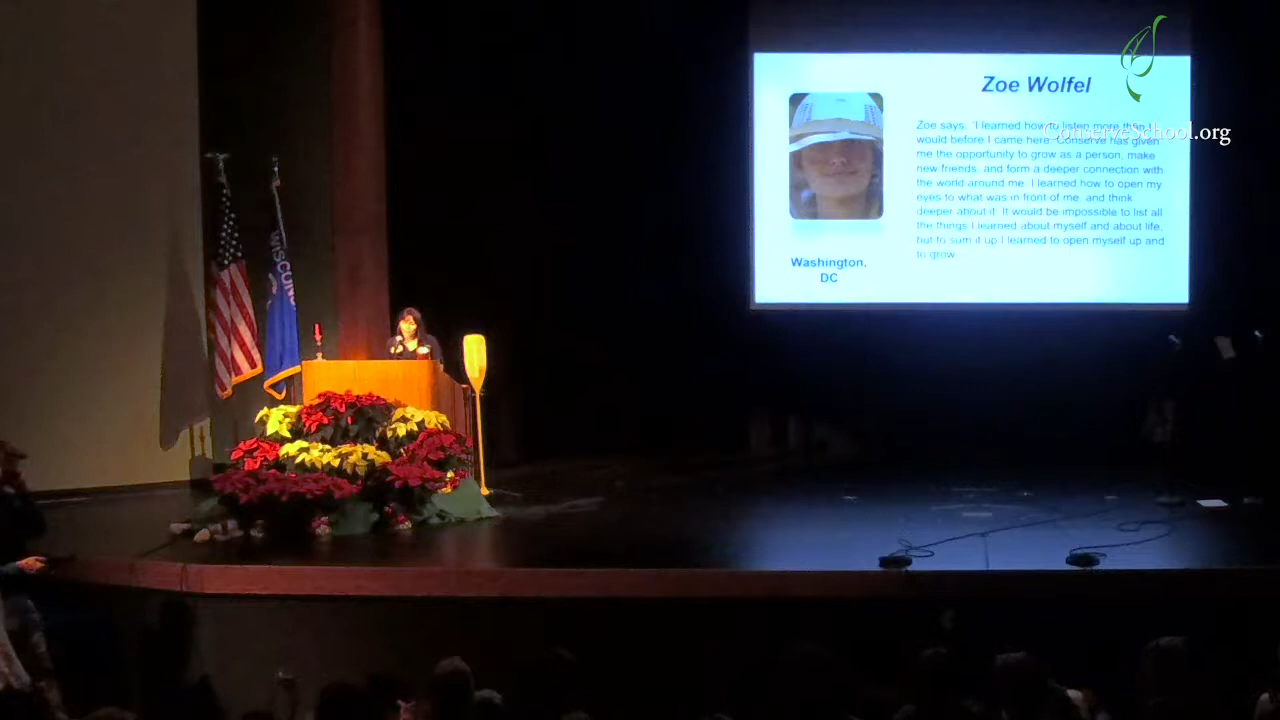 Zoe Wolfel
ConserveSchool.org
Zoe says, "I learned how to listen more than I
would before I came here. Conserve has given
me the opportunity to grow as a person, make
new friends, and form a deeper connection with
the world around me. I learned how to open my
eyes to what was in front of me, and think
deeper about it. It would be impossible to list all
the things I learned about myself and about life,
but to sum it up I learned to open myself up and
to grow
Washington,
DC
WISCON